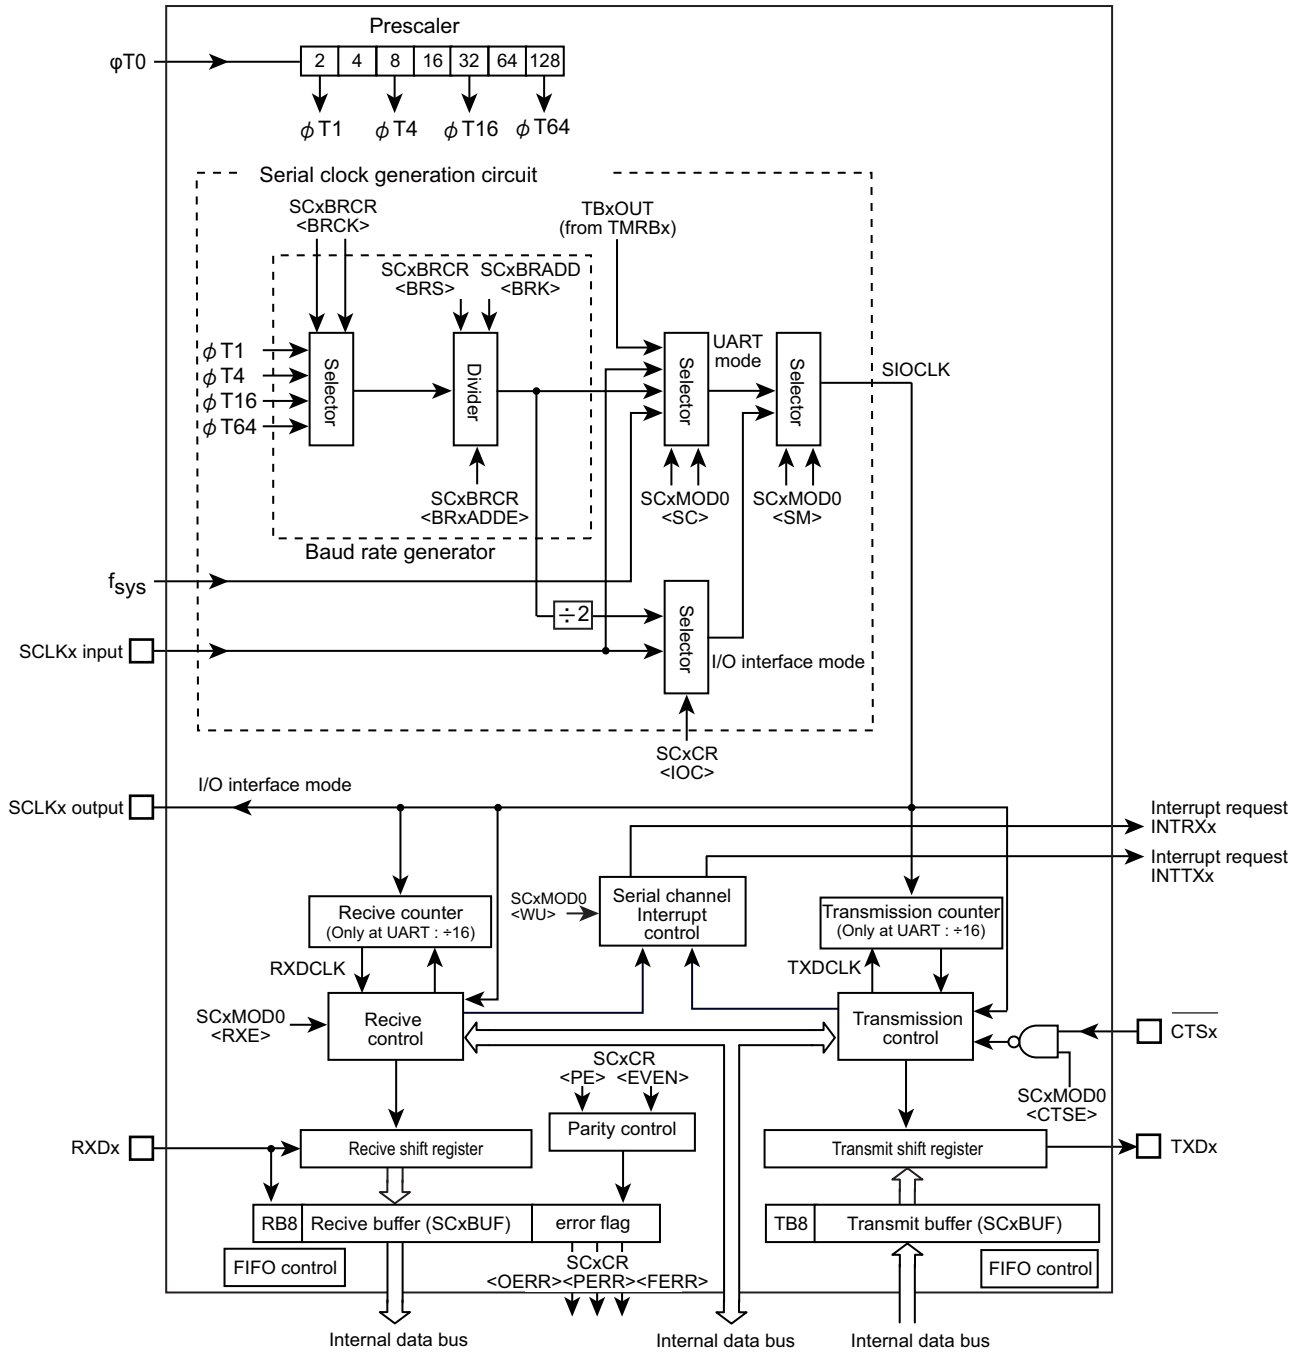 Prescaler
φT0
2 4 8 16 32 64 128
ϕT1 ϕT4 ϕT16 ϕT64
Serial clock generation circuit
SCxBRCR
<BRCK>
TBxOUT
(from TMRBx)
SCxBRCR
<BRS>
SCxBRADD
<BRK>
ϕT1
ϕT4
ϕT16
ϕT64
Selector
Divider
Selector
UART
mode
Selector
SIOCLK
SCxBRCR
<BRxADDE>
SCxMOD0
<SC>
SCxMOD0
<SM>
Baud rate generator
fsys
÷2
Selector
SCLKx input
I/O interface mode
SCxCR
<IOC>
I/O interface mode
SCLKx output
Interrupt request
INTRXx
Interrupt request
INTTXx
Recive counter
(Only at UART : ÷16)
SCxMOD0
<WU>
Serial channel
Interrupt
control
Transmission counter
(Only at UART : ÷16)
RXDCLK
TXDCLK
SCxMOD0
<RXE>
Recive
control
Transmission
control
CTSx
SCxCR
<PE> <EVEN>
SCxMOD0
<CTSE>
Parity control
RXDx
Recive shift register
Transmit shift register
TXDx
RB8
Recive buffer (SCxBUF)
error flag
TB8
Transmit buffer (SCxBUF)
FIFO control
SCxCR
<OERR><PERR><FERR>
FIFO control
Internal data bus
Internal data bus
Internal data bus